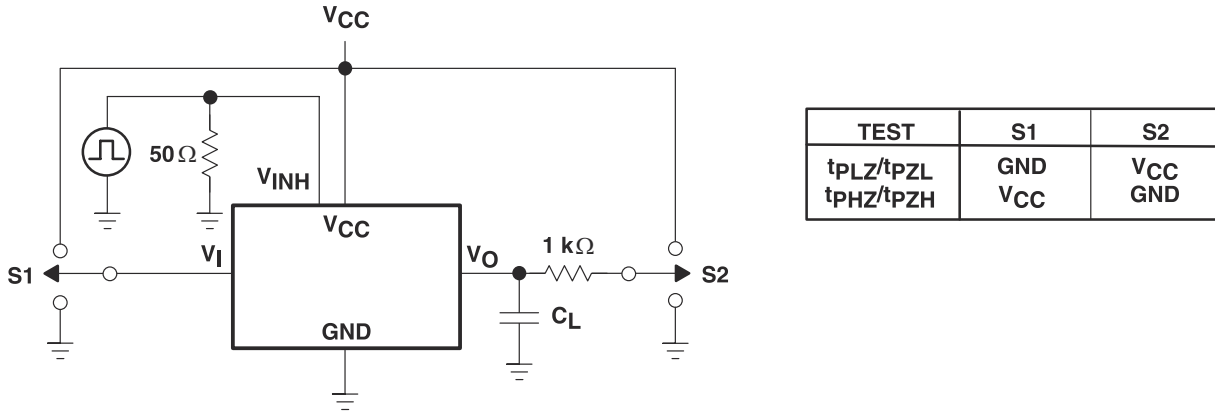 VCC
50 Ω
VINH
VCC
VI
VO
1 kΩ
S1
S2
CL
GND
TEST S1 S2
tPLZ/tPZL GND VCC
tPHZ/tPZH VCC GND